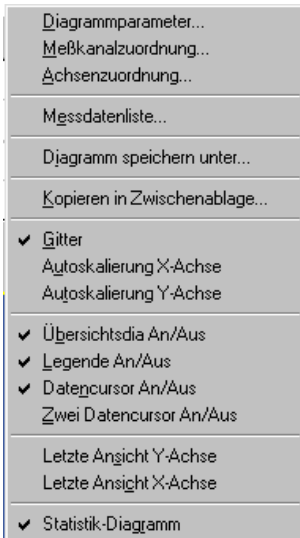 Diagrammparameter...
Meßkanalzuordnung...
Achsenzuordnung...
Messdatenliste...
Diagramm speichern unter...
Kopieren in Zwischenablage...
Gitter
Autoskalierung X-Achse
Autoskalierung Y-Achse
Übersichtsdia An/Aus
Legende An/Aus
Datencursor An/Aus
Zwei Datencursor An/Aus
Letzte Ansicht Y-Achse
Letzte Ansicht X-Achse
Statistik-Diagramm